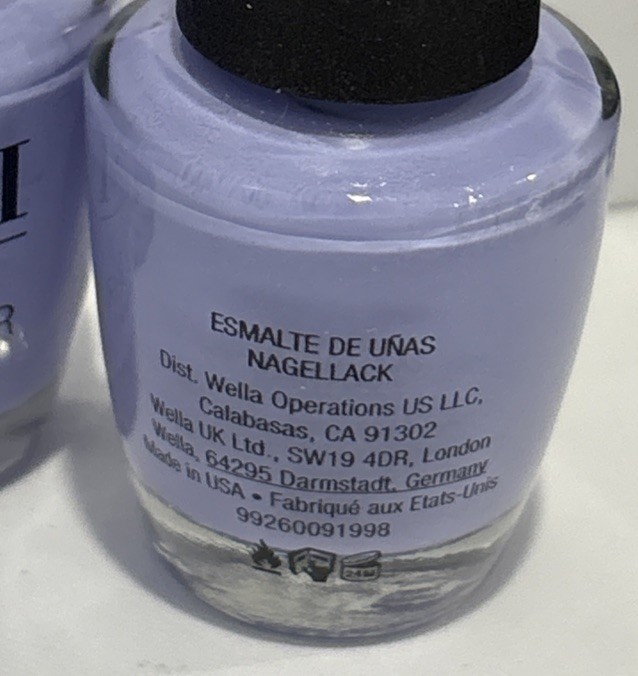 I
R
ESMALTE DE UÑAS
NAGELLACK
Dist. Wella Operations US LLC,
Calabasas, CA 91302
Wella UK Ltd., SW19 4DR, London
Wella, 64295 Darmstadt, Germany
Made in USA • Fabriqué aux Etats-Unis
99260091998
24M